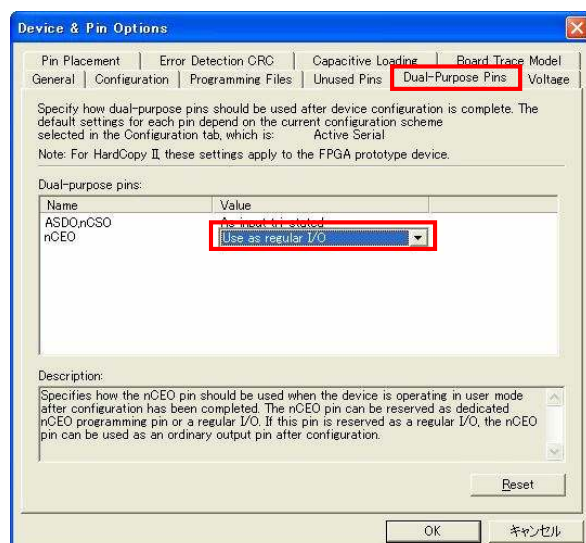 Device & Pin Options
Pin Placement Error Detection CRC Capacitive Loading Board Trace Model
General Configuration Programming Files Unused Pins Dual-Purpose Pins Voltage
Specify how dual-purpose pins should be used after device configuration is complete. The
default settings for each pin depend on the current configuration scheme
selected in the Configuration tab, which is: Active Serial
Note: For HardCopy II, these settings apply to the FPGA prototype device.
Dual-purpose pins:
Name Value
ASDO,nCSO As input tri-stated
nCEO Use as regular I/O
Description:
Specifies how the nCEO pin should be used when the device is operating in user mode
after configuration has been completed. The nCEO pin can be reserved as dedicated
nCEO programming pin or a regular I/O. If this pin is reserved as a regular I/O, the nCEO
pin can be used as an ordinary output pin after configuration.
Reset
OK キャンセル